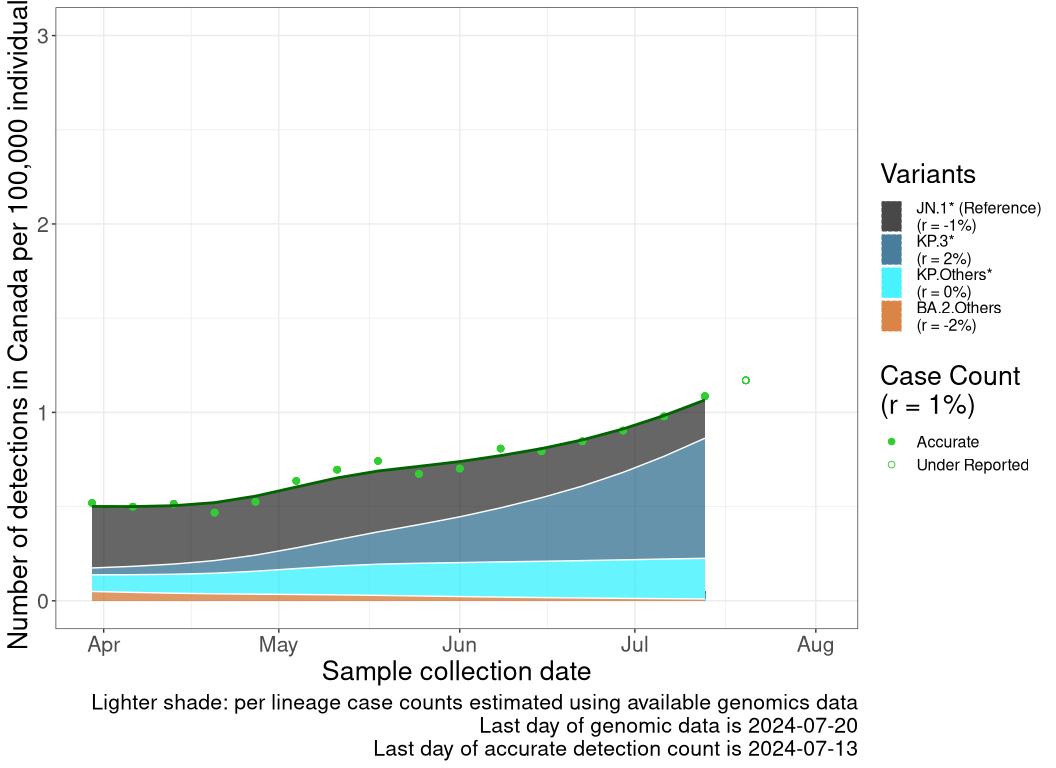 Number of detections in Canada per 100,000 individual
3
2
1
0
Apr May Jun Jul Aug
Sample collection date
Lighter shade: per lineage case counts estimated using available genomics data
Last day of genomic data is 2024-07-20
Last day of accurate detection count is 2024-07-13
Variants
JN.1* (Reference)
(r = -1%)
KP.3*
(r = 2%)
KP.Others*
(r = 0%)
BA.2.Others
(r = -2%)
Case Count
(r = 1%)
Accurate
Under Reported